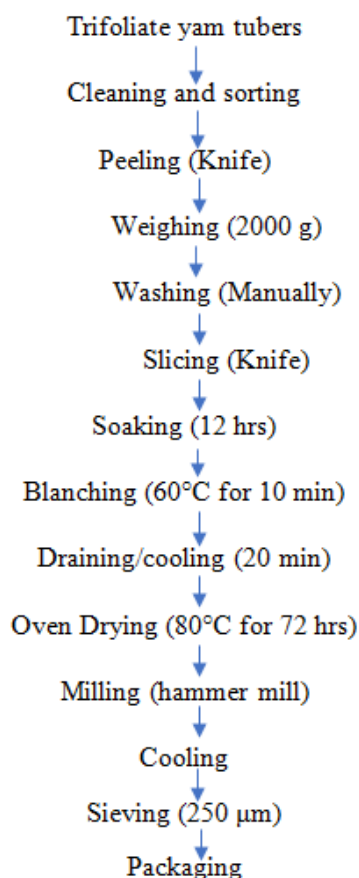 Trifoliate yam tubers
Cleaning and sorting
Peeling (Knife)
Weighing (2000 g)
Washing (Manually)
Slicing (Knife)
Soaking (12 hrs)
Blanching (60°C for 10 min)
Draining/cooling (20 min)
Oven Drying (80°C for 72 hrs)
Milling (hammer mill)
Cooling
Sieving (250 µm)
Packaging